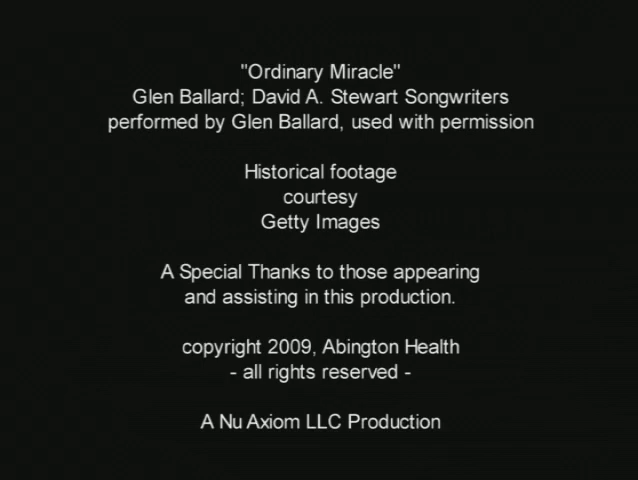 "Ordinary Miracle"
Glen Ballard; David A. Stewart Songwriters
performed by Glen Ballard, used with permission
Historical footage
courtesy
Getty Images
A Special Thanks to those appearing
and assisting in this production.
copyright 2009, Abington Health
- all rights reserved -
A Nu Axiom LLC Production